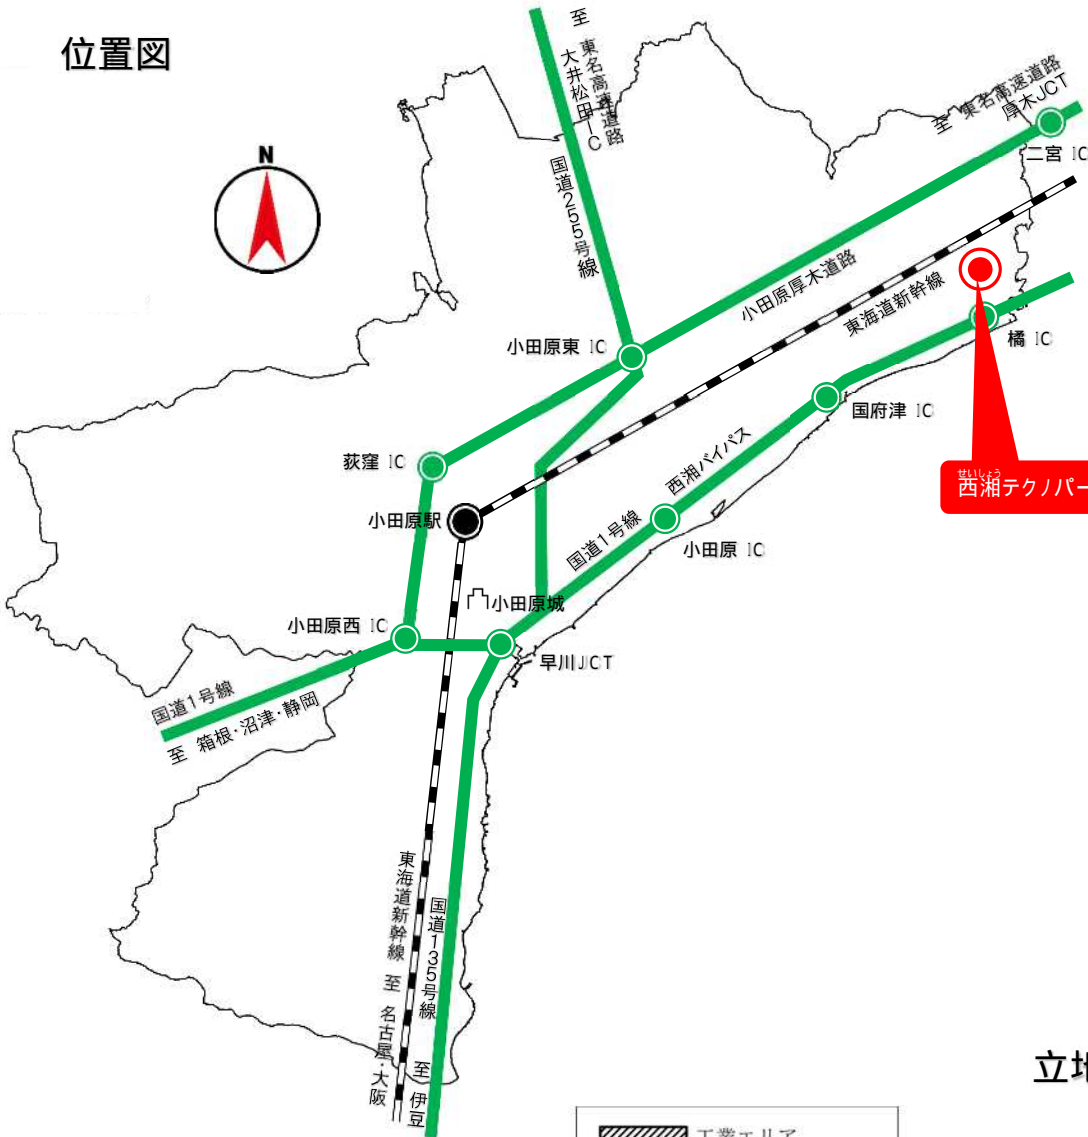 位置図
至 東名高速道路
大井松田IC
国道255号線
至 東名高速道路
厚木JCT
二宮 IC
N
小田原厚木道路
東海道新幹線
小田原東 IC
橘 IC
国府津 IC
荻窪 IC
西湘バイパス
せいしょう
西湘テクノパー
小田原駅
国道1号線
小田原 IC
小田原城
小田原西 IC
早川JCT
国道1号線
至 箱根・沼津・静岡
東海道新幹線 至 名古屋・大阪
国道135号線 至 伊豆
立地
工業エリア